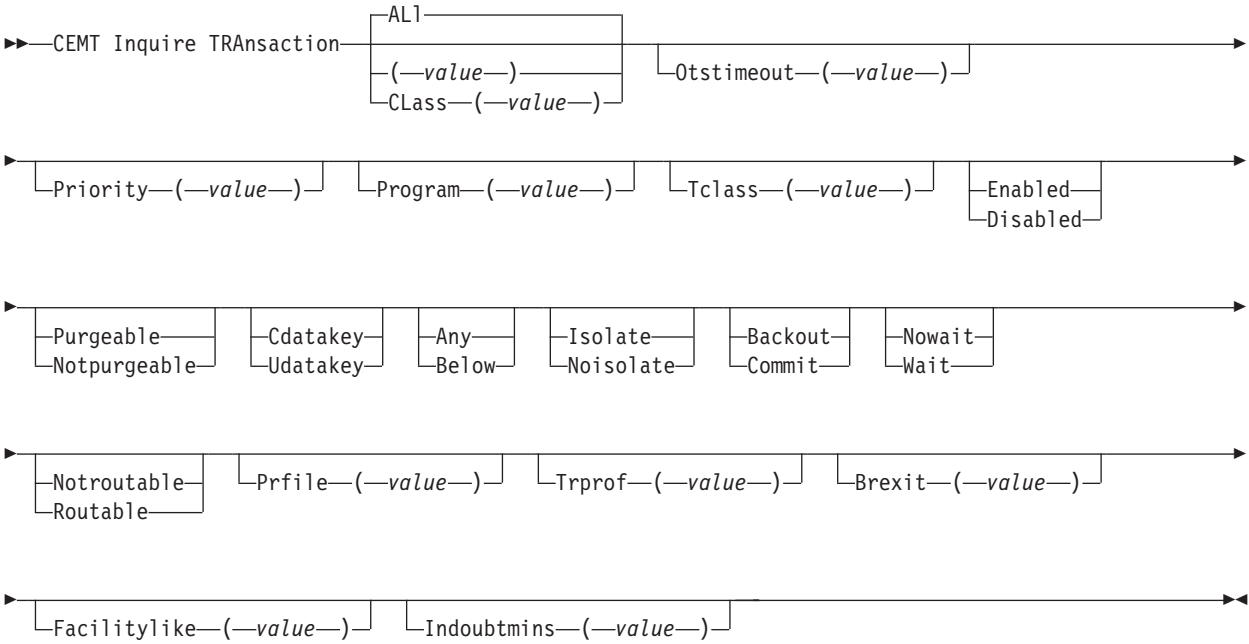 ALl
CEMT Inquire TRAnsaction
(value)
CLass (value)
Otstimeout (value)
Priority (value)
Program (value)
Tclass (value)
Enabled
Disabled
Purgeable
Notpurgeable
Cdatakey
Udatakey
Any
Below
Isolate
Noisolate
Backout
Commit
Nowait
Wait
Notroutable
Routable
Prfile (value)
Trprof (value)
Brexit (value)
Facilitylike (value)
Indoubtmins (value)